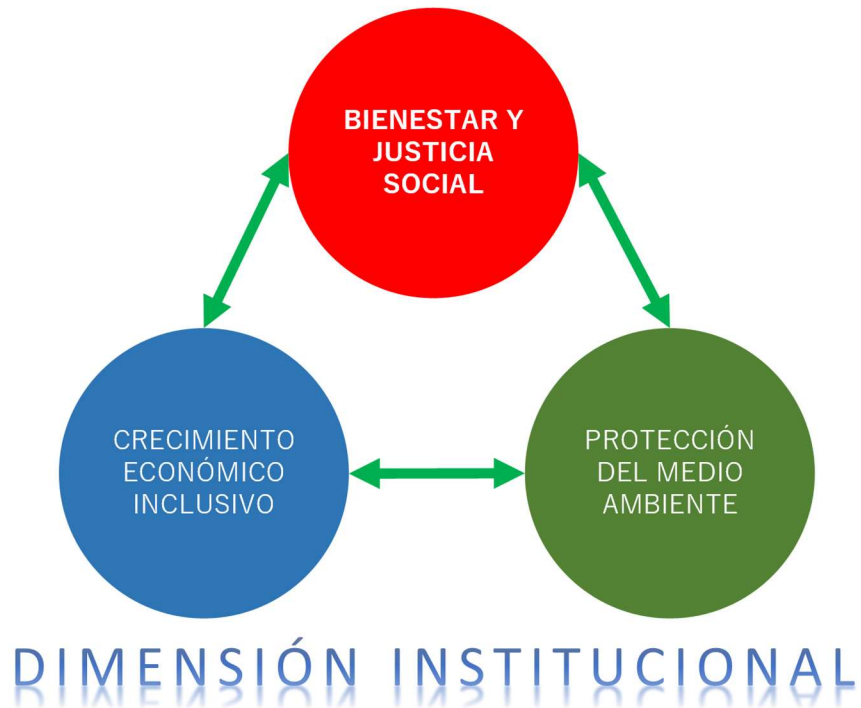 BIENESTAR Y
JUSTICIA
SOCIAL
CRECIMIENTO
ECONÓMICO
INCLUSIVO
PROTECCIÓN
DEL MEDIO
AMBIENTE
DIMENSIÓN INSTITUCIONAL